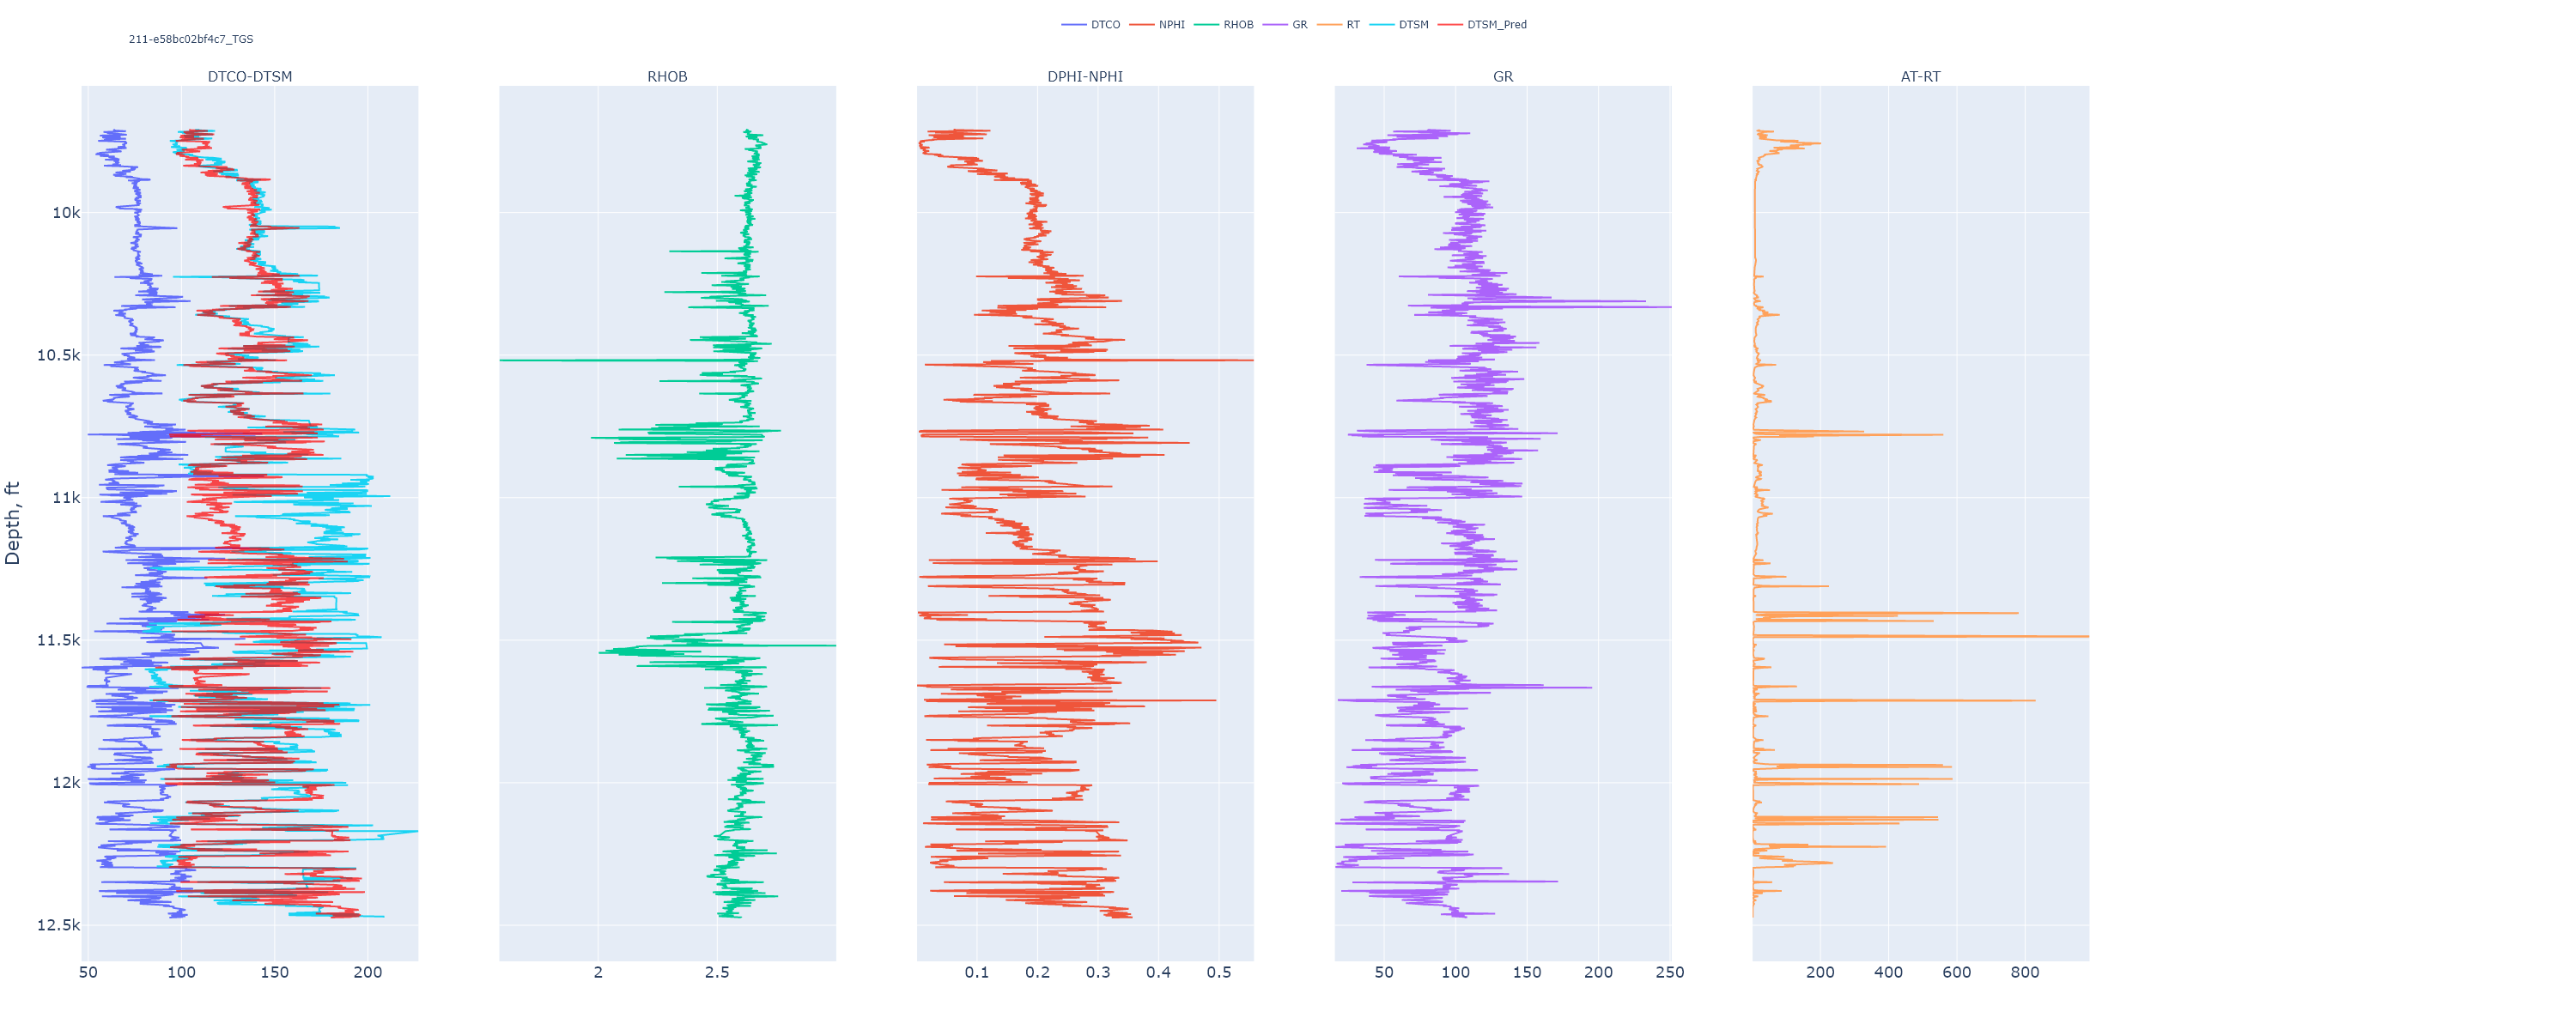 DTCO NPHI RHOB GR RT DTSM DTSM_Pred
211-e58bc02bf4c7_TGS
DTCO-DTSM RHOB DPHI-NPHI GR AT-RT
Depth, ft
10k
10.5k
11k
11.5k
12k
12.5k
50 100 150 200 2 2.5 0.1 0.2 0.3 0.4 0.5 50 100 150 200 250 200 400 600 800